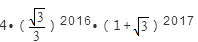 4• ( √3/3 ) ²⁰¹⁶• ( 1+√3 ) ²⁰¹⁷